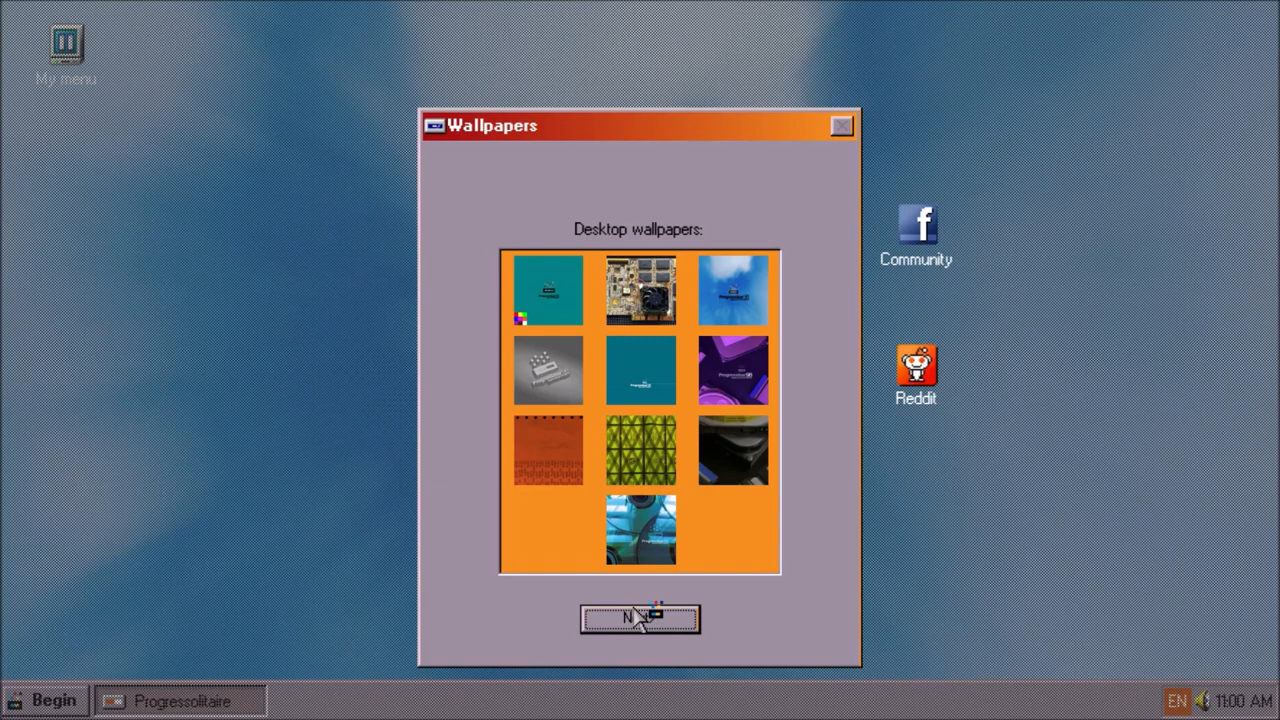 My menu
Wallpapers
Desktop wallpapers:
Community
Reddit
Begin
Progressolitaire
EN
11:00 AM